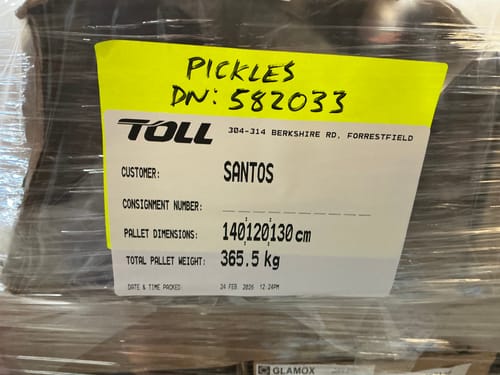 PICKLES
DN: 582033
TOLL 304-314 BERKSHIRE RD, FORRESTFIELD
CUSTOMER: SANTOS
CONSIGNMENT NUMBER: _ _ _ _ _ _ _ _ _ _
PALLET DIMENSIONS: 140|120|130 cm
TOTAL PALLET WEIGHT: 365.5 kg
DATE & TIME PACKED: 24 FEB. 2026 12:24PM
GLAMOX